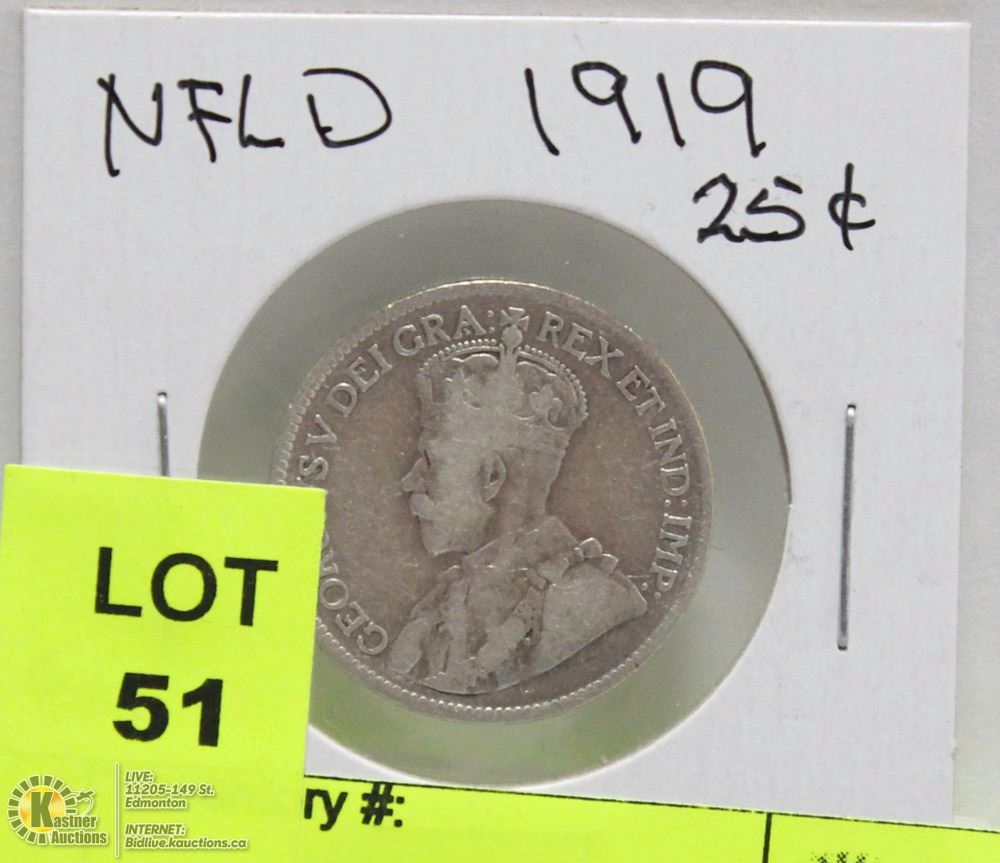 NFLD 1919
25¢
GEORGIVS V DEI GRA: REX ET IND: IMP:
LOT
51
ry #:
Kastner
Auctions
LIVE:
11205-149 St.
Edmonton
INTERNET:
Bidlive.kauctions.ca